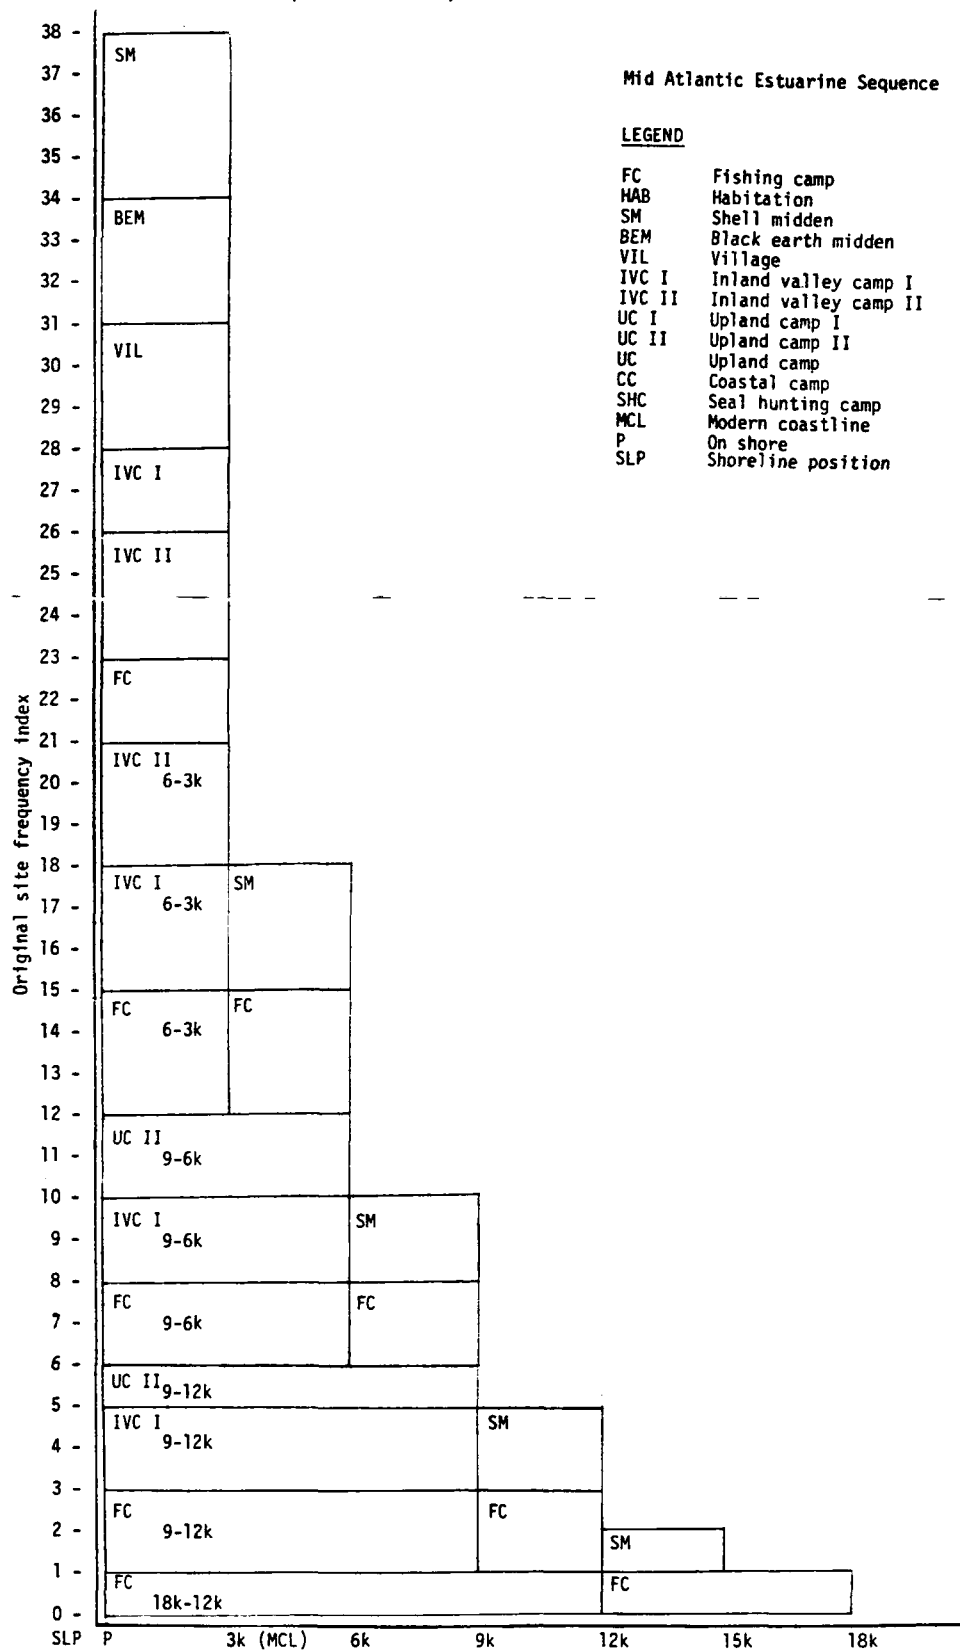 Mid Atlantic Estuarine Sequence
LEGEND
FC Fishing camp
HAB Habitation
SM Shell midden
BEM Black earth midden
VIL Village
IVC I Inland valley camp I
IVC II Inland valley camp II
UC I Upland camp I
UC II Upland camp II
UC Upland camp
CC Coastal camp
SHC Seal hunting camp
MCL Modern coastline
P On shore
SLP Shoreline position
Original site frequency index
38 -
SM
37 -
36 -
35 -
34 -
BEM
33 -
32 -
31 -
VIL
30 -
29 -
28 -
IVC I
27 -
26 -
IVC II
25 -
24 -
23 -
FC
22 -
21 -
IVC II
20 - 6-3k
19 -
18 -
IVC I SM
17 - 6-3k
16 -
15 -
FC FC
14 - 6-3k
13 -
12 -
UC II
11 - 9-6k
10 -
IVC I SM
9 - 9-6k
8 -
FC FC
7 - 9-6k
6 -
UC II 9-12k
5 -
IVC I SM
4 - 9-12k
3 -
FC FC
2 - 9-12k
SM
1 -
FC FC
18k-12k
0 -
SLP P 3k (MCL) 6k 9k 12k 15k 18k